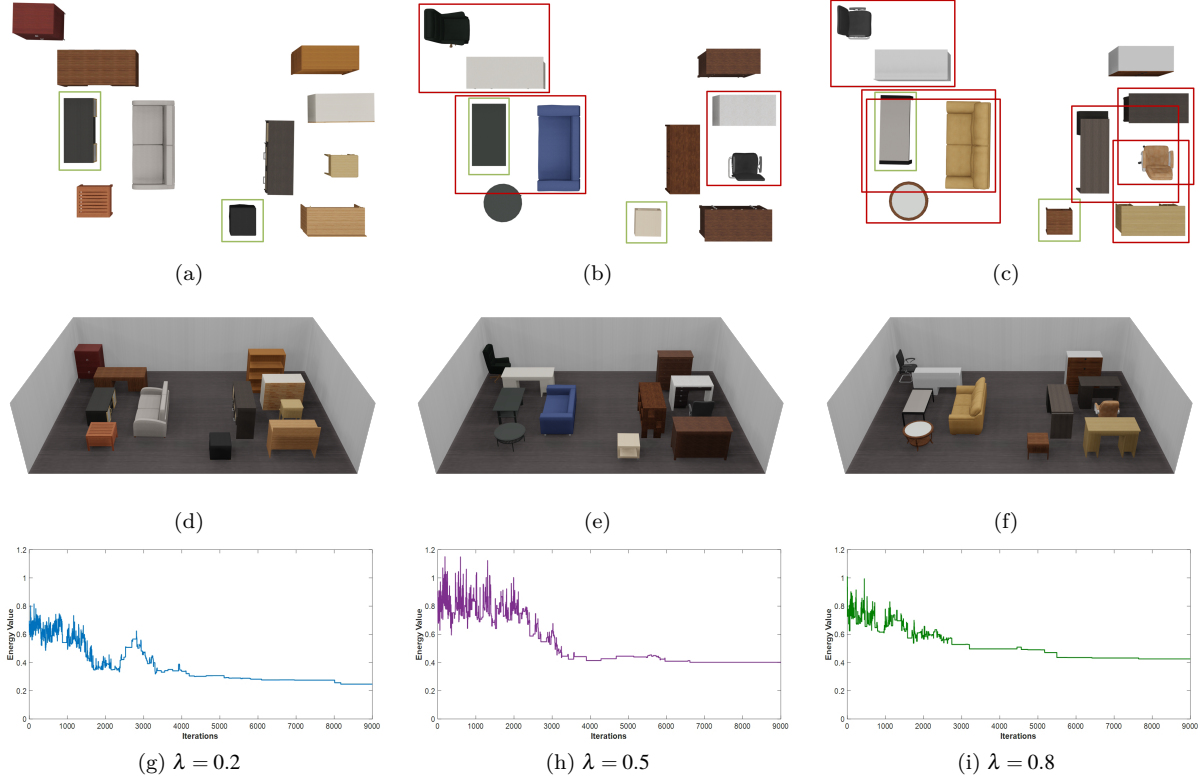 (a)
(b)
(c)
(d)
(e)
(f)
Energy Value
1.2
1
0.8
0.6
0.4
0.2
0
0 1000 2000 3000 4000 5000 6000 7000 8000 9000
Iterations
(g) λ = 0.2
Energy Value
1.2
1
0.8
0.6
0.4
0.2
0
0 1000 2000 3000 4000 5000 6000 7000 8000 9000
Iterations
(h) λ = 0.5
Energy Value
1.2
1
0.8
0.6
0.4
0.2
0
0 1000 2000 3000 4000 5000 6000 7000 8000 9000
Iterations
(i) λ = 0.8